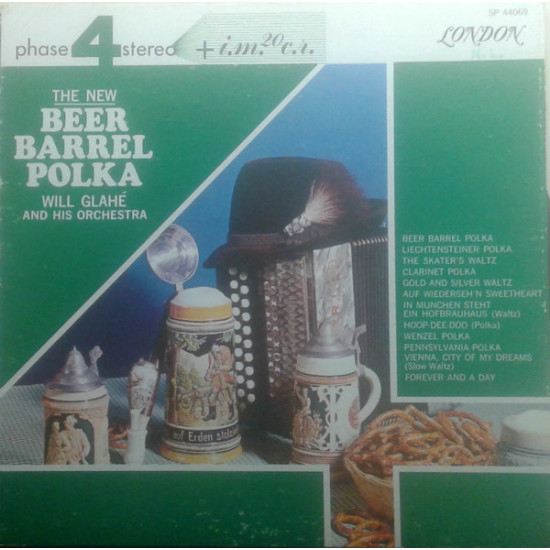 SP 44069
phase 4 stereo + i.m. 20 c.r.
LONDON
THE NEW
BEER
BARREL
POLKA
WILL GLAHÉ
AND HIS ORCHESTRA
BEER BARREL POLKA
LIECHTENSTEINER POLKA
THE SKATER'S WALTZ
CLARINET POLKA
GOLD AND SILVER WALTZ
AUF WIEDERSEH'N SWEETHEART
IN MUNCHEN STEHT
EIN HOFBRAUHAUS (Waltz)
HOOP-DEE-DOO (Polka)
WENZEL POLKA
PENNSYLVANIA POLKA
VIENNA, CITY OF MY DREAMS
(Slow Waltz)
FOREVER AND A DAY
auf Erden